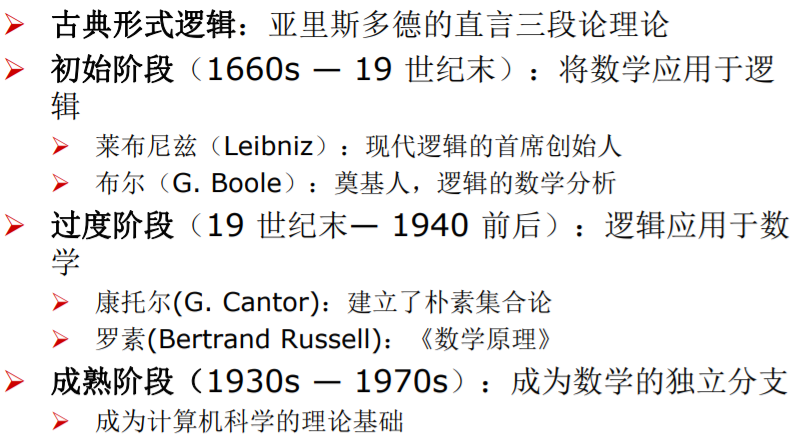 ➢ 古典形式逻辑：亚里斯多德的直言三段论理论
➢ 初始阶段（1660s — 19 世纪末）：将数学应用于逻
辑
➢ 莱布尼兹（Leibniz）：现代逻辑的首席创始人
➢ 布尔（G. Boole）：奠基人，逻辑的数学分析
➢ 过度阶段（19 世纪末— 1940 前后）：逻辑应用于数
学
➢ 康托尔(G. Cantor)：建立了朴素集合论
➢ 罗素(Bertrand Russell)：《数学原理》
➢ 成熟阶段（1930s — 1970s）：成为数学的独立分支
➢ 成为计算机科学的理论基础